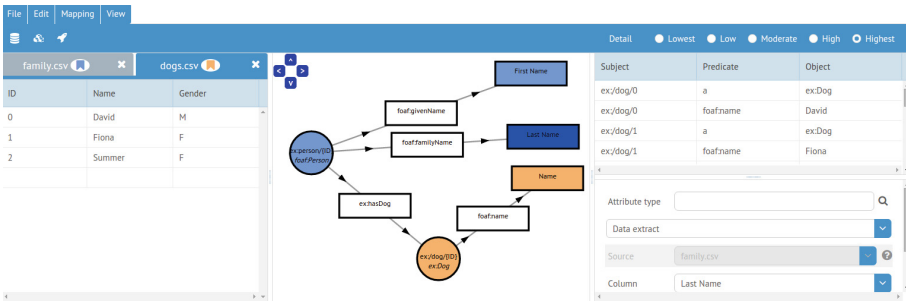 File Edit Mapping View
Detail Lowest Low Moderate High Highest
family.csv × dogs.csv ×
ID Name Gender
0 David M
1 Fiona F
2 Summer F
First Name
foaf:givenName
foaf:familyName
Last Name
ex:person/{ID}
foaf:Person
Name
ex:hasDog
foaf:name
ex:/dog/{ID}
ex:Dog
Subject Predicate Object
ex:/dog/0 a ex:Dog
ex:/dog/0 foaf:name David
ex:/dog/1 a ex:Dog
ex:/dog/1 foaf:name Fiona
Attribute type
Data extract
Source family.csv ?
Column Last Name